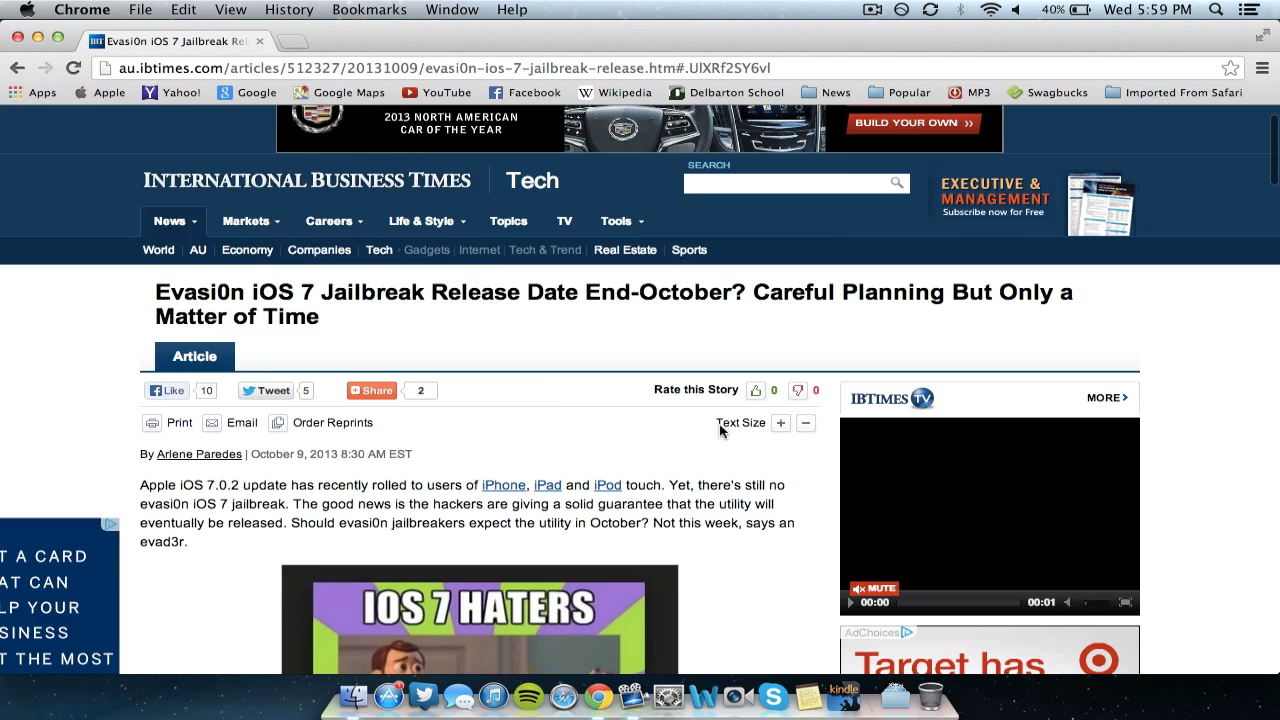 Chrome File Edit View History Bookmarks Window Help 40% Wed 5:59 PM
IBT Evasi0n iOS 7 Jailbreak Rel
au.ibtimes.com/articles/512327/20131009/evasi0n-ios-7-jailbreak-release.htm#.UlXRf2SY6vl
Apps Apple Yahoo! Google Google Maps YouTube Facebook Wikipedia Delbarton School News Popular MP3 Swagbucks Imported From Safari
2013 NORTH AMERICAN
CAR OF THE YEAR
BUILD YOUR OWN »
SEARCH
INTERNATIONAL BUSINESS TIMES Tech
EXECUTIVE &
MANAGEMENT
Subscribe now for Free
News Markets Careers Life & Style Topics TV Tools
World AU Economy Companies Tech Gadgets Internet Tech & Trend Real Estate Sports
Evasi0n iOS 7 Jailbreak Release Date End-October? Careful Planning But Only a
Matter of Time
Article
Like 10 Tweet 5 Share 2 Rate this Story 0 0
IBTIMES TV MORE
Print Email Order Reprints Text Size + −
By Arlene Paredes | October 9, 2013 8:30 AM EST
Apple iOS 7.0.2 update has recently rolled to users of iPhone, iPad and iPod touch. Yet, there's still no
evasi0n iOS 7 jailbreak. The good news is the hackers are giving a solid guarantee that the utility will
eventually be released. Should evasi0n jailbreakers expect the utility in October? Not this week, says an
evad3r.
T A CARD
AT CAN
LP YOUR
SINESS
T THE MOST
IOS 7 HATERS
MUTE
00:00 00:01
AdChoices
Target has
kindle